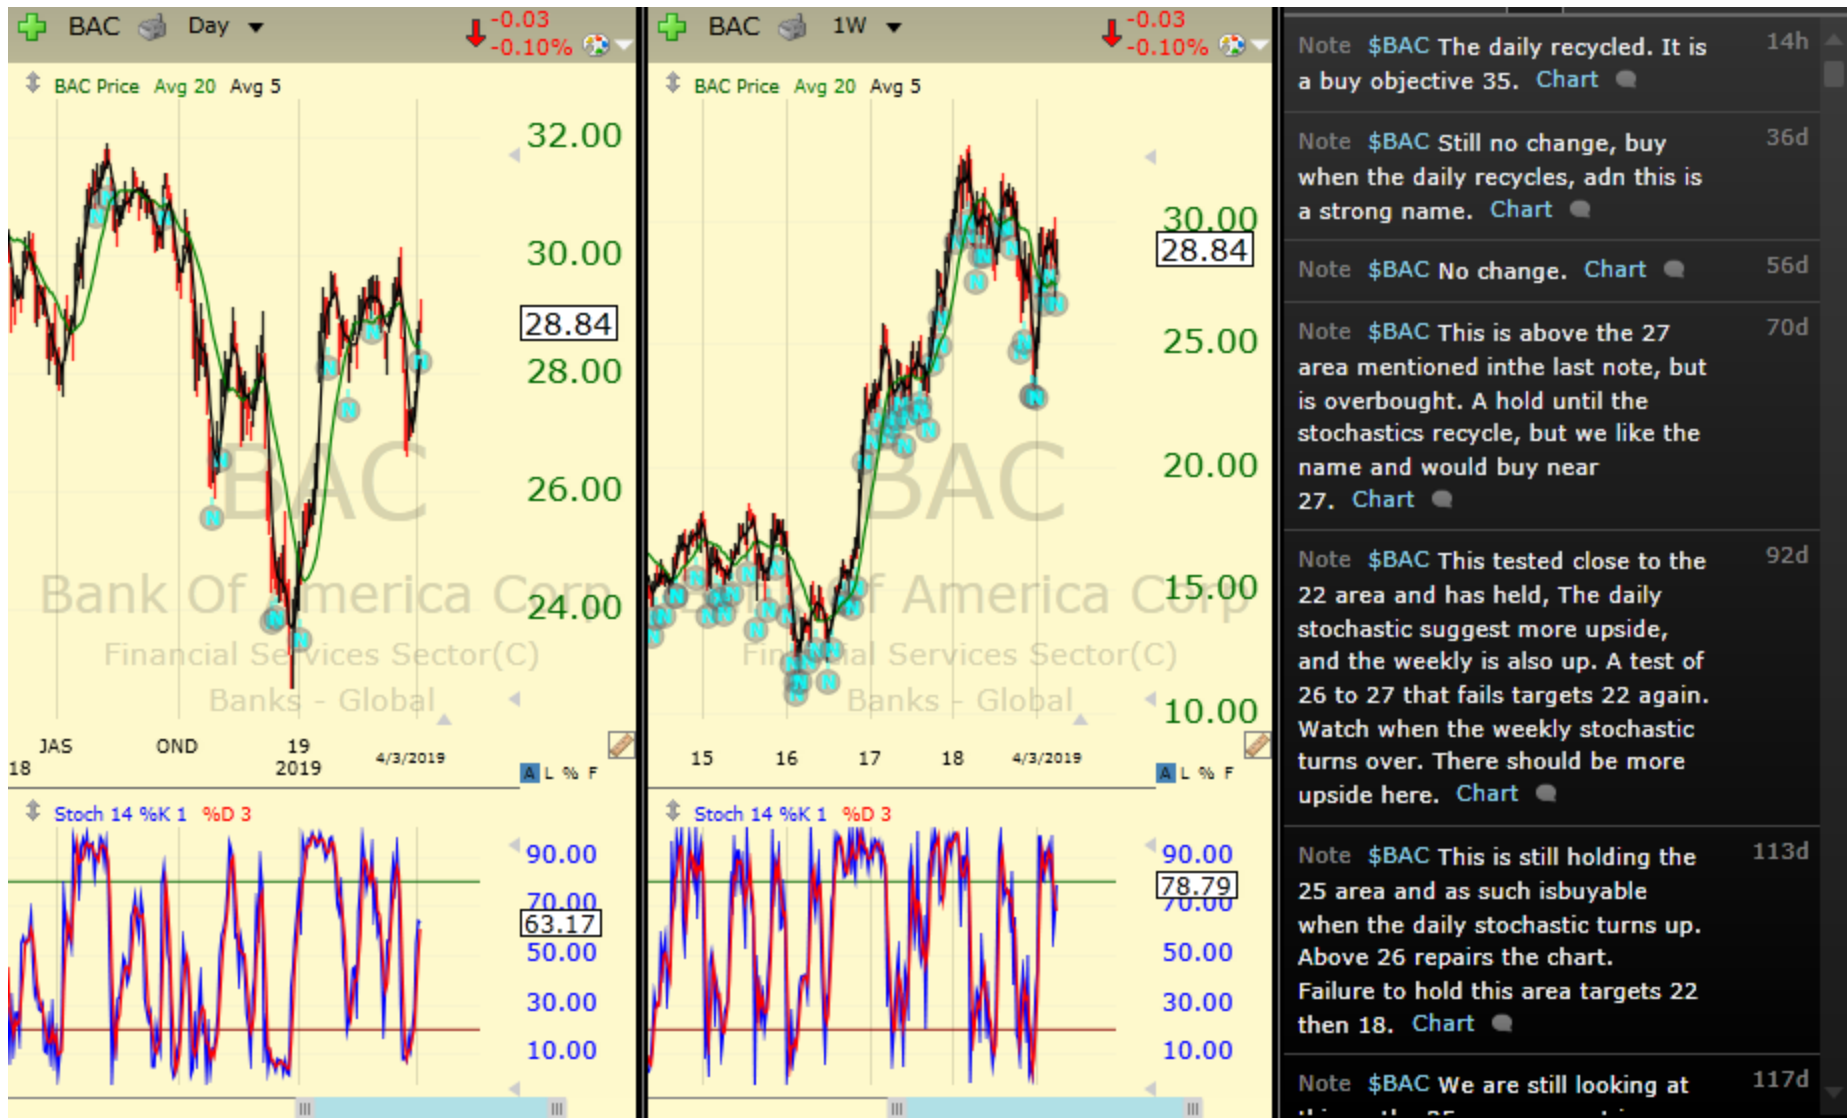 BAC Day
-0.03
-0.10%
BAC Price Avg 20 Avg 5
32.00
30.00
28.84
28.00
26.00
24.00
BAC
Bank Of America Corp
Financial Services Sector(C)
Banks - Global
JAS OND 19
18 2019 4/3/2019
A L % F
Stoch 14 %K 1 %D 3
90.00
70.00
63.17
50.00
30.00
10.00
BAC 1W
-0.03
-0.10%
BAC Price Avg 20 Avg 5
30.00
28.84
25.00
20.00
15.00
10.00
BAC
Of America Corp
Financial Services Sector(C)
Banks - Global
15 16 17 18 4/3/2019
A L % F
Stoch 14 %K 1 %D 3
90.00
78.79
70.00
50.00
30.00
10.00
Note $BAC The daily recycled. It is 14h
a buy objective 35. Chart
Note $BAC Still no change, buy 36d
when the daily recycles, adn this is
a strong name. Chart
Note $BAC No change. Chart 56d
Note $BAC This is above the 27 70d
area mentioned inthe last note, but
is overbought. A hold until the
stochastics recycle, but we like the
name and would buy near
27. Chart
Note $BAC This tested close to the 92d
22 area and has held, The daily
stochastic suggest more upside,
and the weekly is also up. A test of
26 to 27 that fails targets 22 again.
Watch when the weekly stochastic
turns over. There should be more
upside here. Chart
Note $BAC This is still holding the 113d
25 area and as such isbuyable
when the daily stochastic turns up.
Above 26 repairs the chart.
Failure to hold this area targets 22
then 18. Chart
Note $BAC We are still looking at 117d